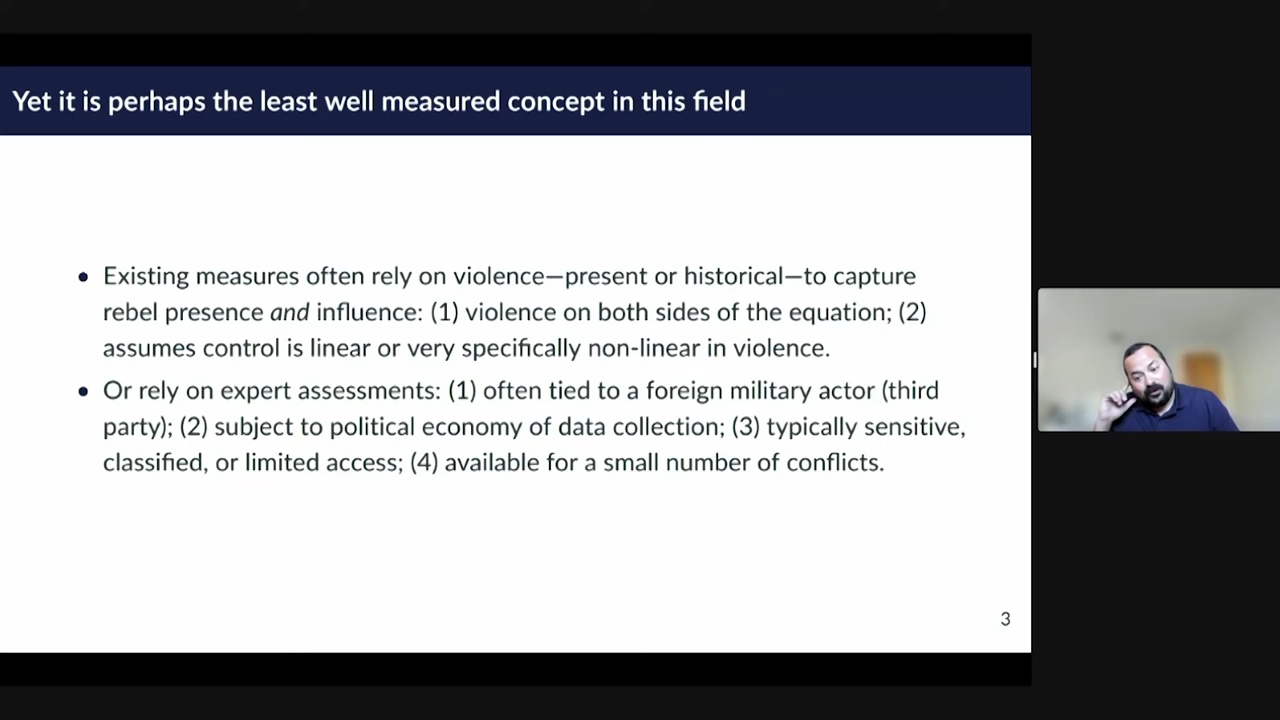 Yet it is perhaps the least well measured concept in this field
• Existing measures often rely on violence—present or historical—to capture
rebel presence and influence: (1) violence on both sides of the equation; (2)
assumes control is linear or very specifically non-linear in violence.
• Or rely on expert assessments: (1) often tied to a foreign military actor (third
party); (2) subject to political economy of data collection; (3) typically sensitive,
classified, or limited access; (4) available for a small number of conflicts.
3